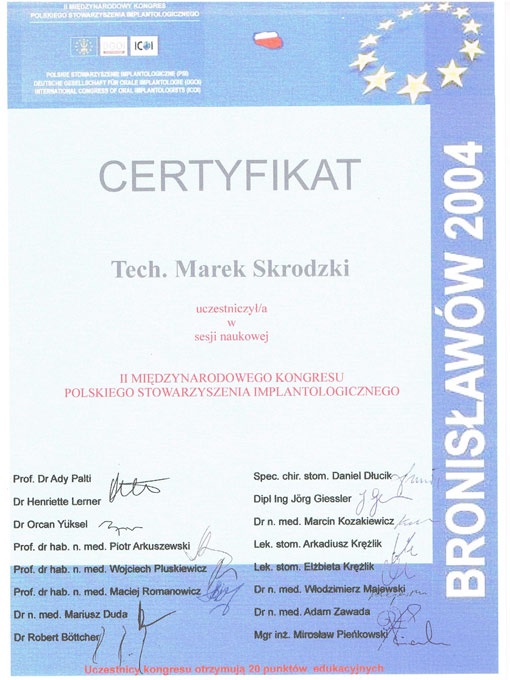 II MIĘDZYNARODOWY KONGRES
POLSKIEGO STOWARZYSZENIA IMPLANTOLOGICZNEGO
ICOI
POLSKIE STOWARZYSZENIE IMPLANTOLOGICZNE (PSI)
DEUTSCHE GESELLSCHAFT FÜR ORALE IMPLANTOLOGIE (DGOI)
INTERNATIONAL CONGRESS OF ORAL IMPLANTOLOGISTS (ICOI)
CERTYFIKAT
Tech. Marek Skrodzki
uczestniczył/a
w
sesji naukowej
II MIĘDZYNARODOWEGO KONGRESU
POLSKIEGO STOWARZYSZENIA IMPLANTOLOGICZNEGO
Prof. Dr Ady Palti
Dr Henriette Lerner
Dr Orcan Yüksel
Prof. dr hab. n. med. Piotr Arkuszewski
Prof. dr hab. n. med. Wojciech Pluskiewicz
Prof. dr hab. n. med. Maciej Romanowicz
Dr n. med. Mariusz Duda
Dr Robert Böttcher
Spec. chir. stom. Daniel Dłucik
Dipl Ing Jörg Giessler
Dr n. med. Marcin Kozakiewicz
Lek. stom. Arkadiusz Krężlik
Lek. stom. Elżbieta Krężlik
Dr n. med. Włodzimierz Majewski
Dr n. med. Adam Zawada
Mgr inż. Mirosław Pieńkowski
Uczestnicy kongresu otrzymują 20 punktów edukacyjnych
BRONISŁAWÓW 2004